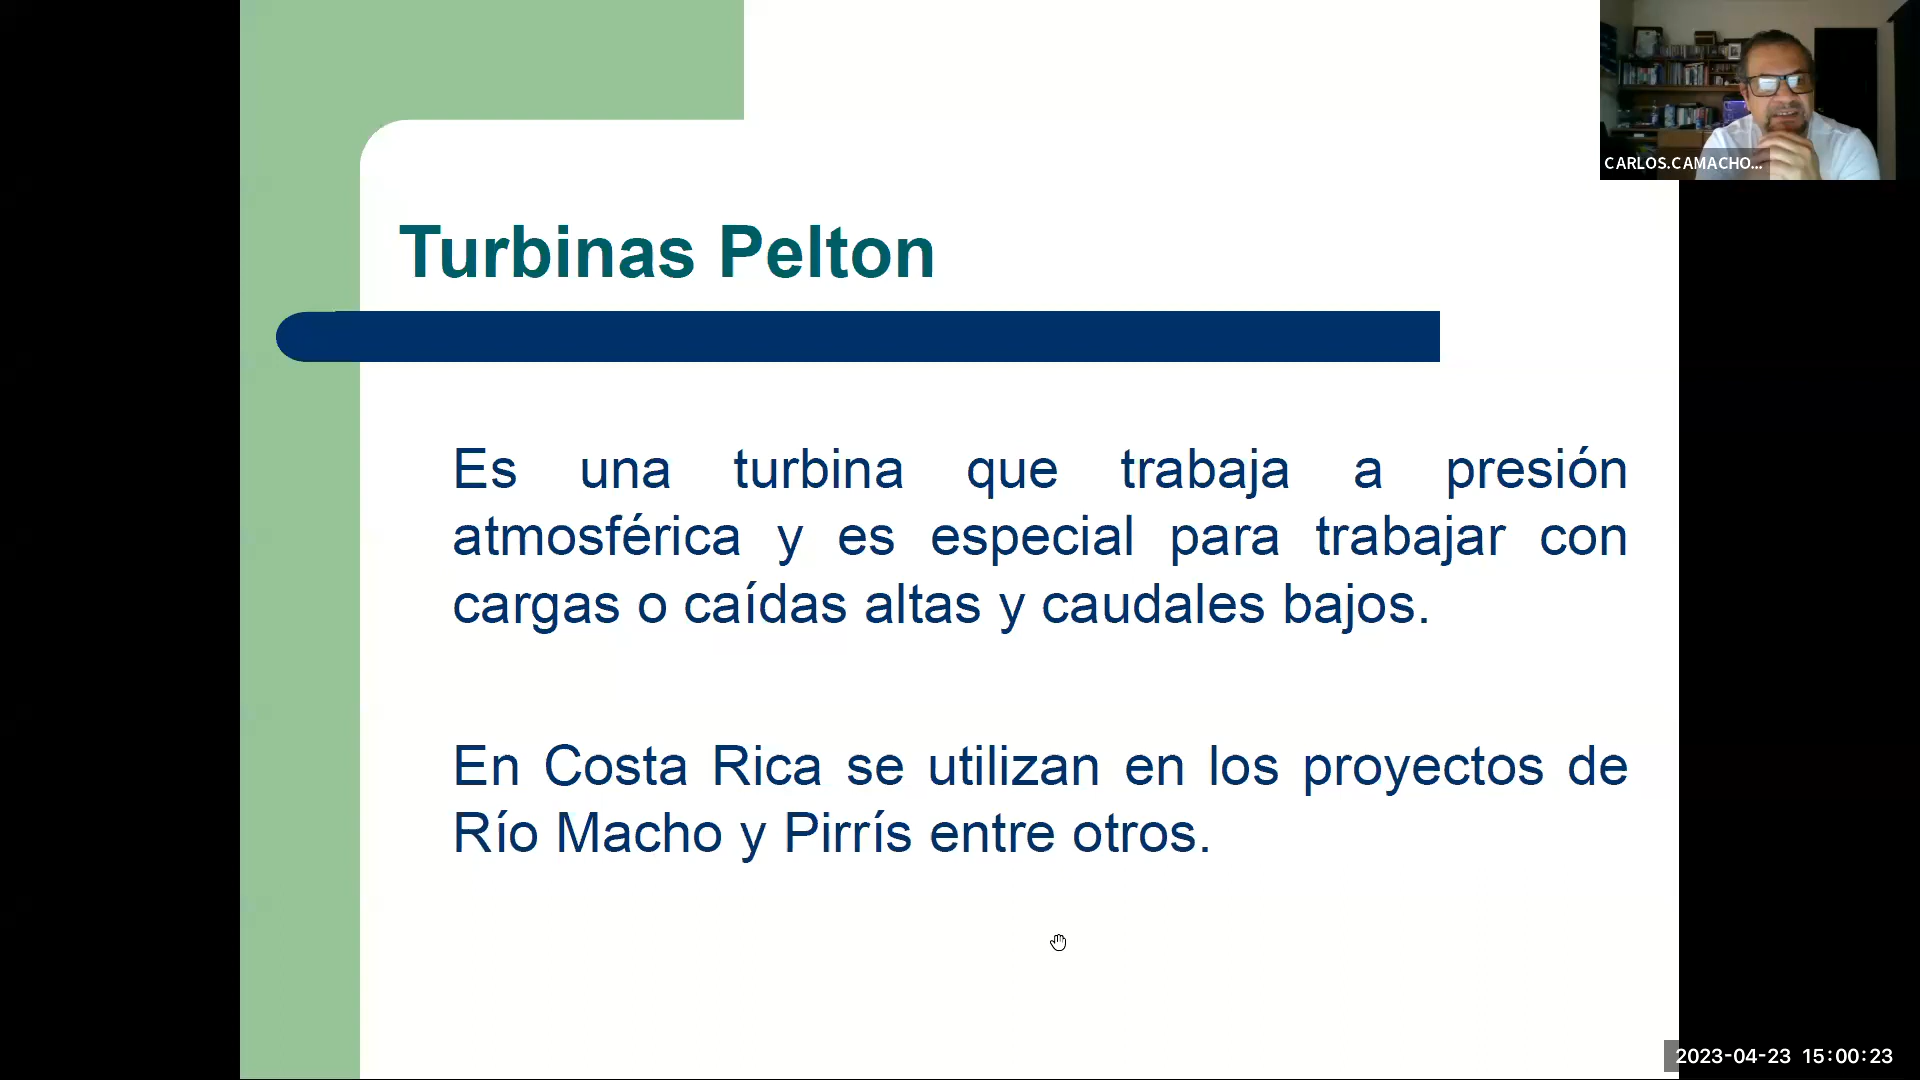 CARLOS.CAMACHO...
Turbinas Pelton
Es una turbina que trabaja a presión
atmosférica y es especial para trabajar con
cargas o caídas altas y caudales bajos.
En Costa Rica se utilizan en los proyectos de
Río Macho y Pirrís entre otros.
2023-04-23 15:00:23